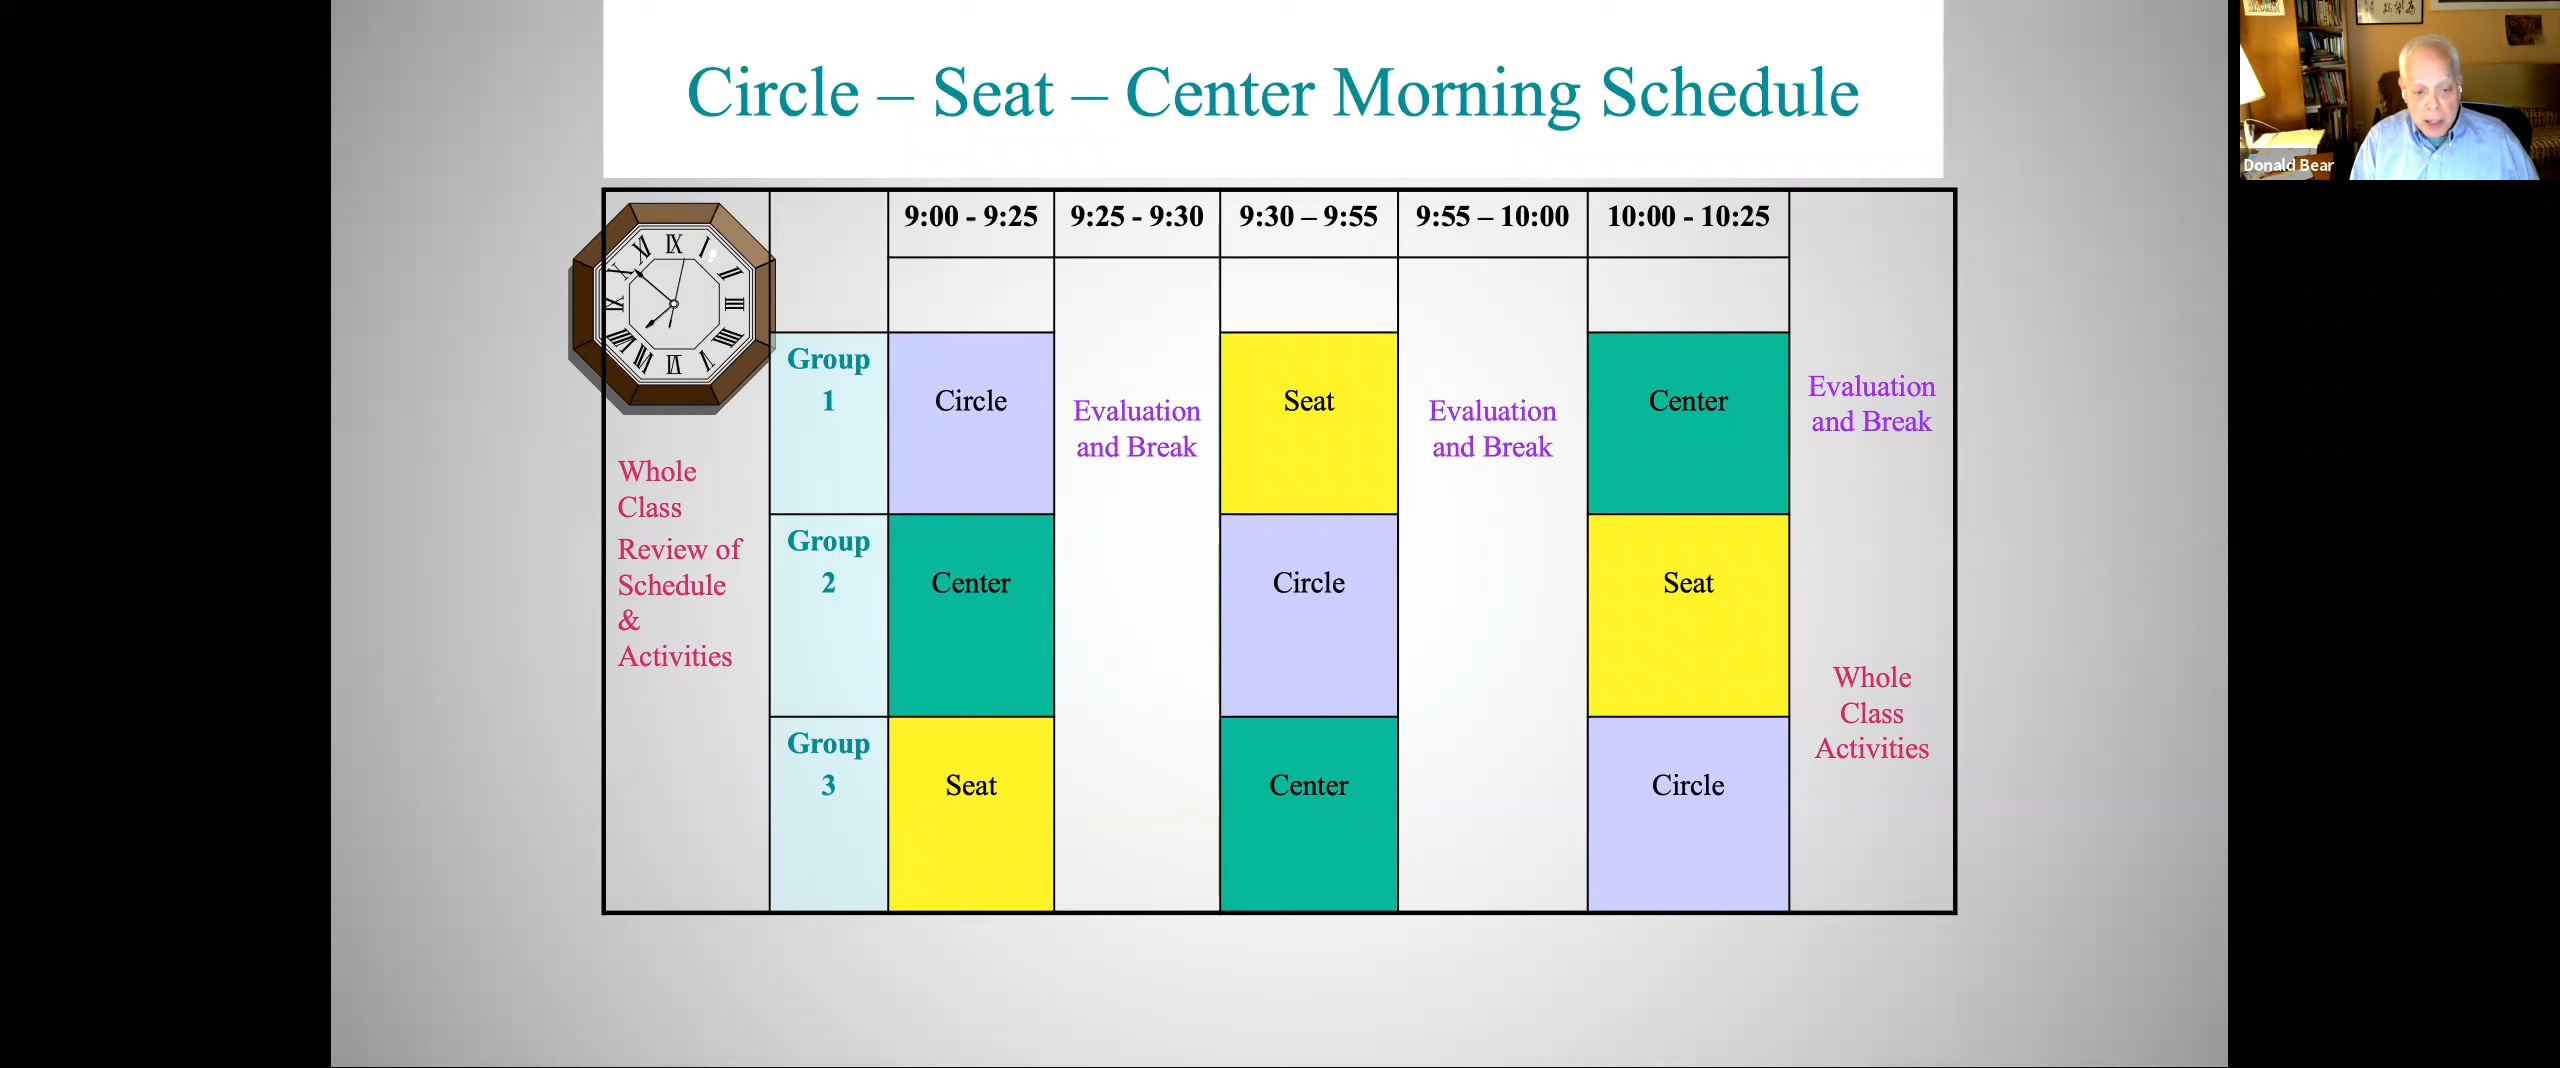 Circle – Seat – Center Morning Schedule
9:00 - 9:25
9:25 - 9:30
9:30 – 9:55
9:55 – 10:00
10:00 - 10:25
Whole
Class
Review of
Schedule
&
Activities
Group
1
Circle
Evaluation
and Break
Seat
Evaluation
and Break
Center
Evaluation
and Break
Group
2
Center
Circle
Seat
Group
3
Seat
Center
Circle
Whole
Class
Activities
Donald Bear